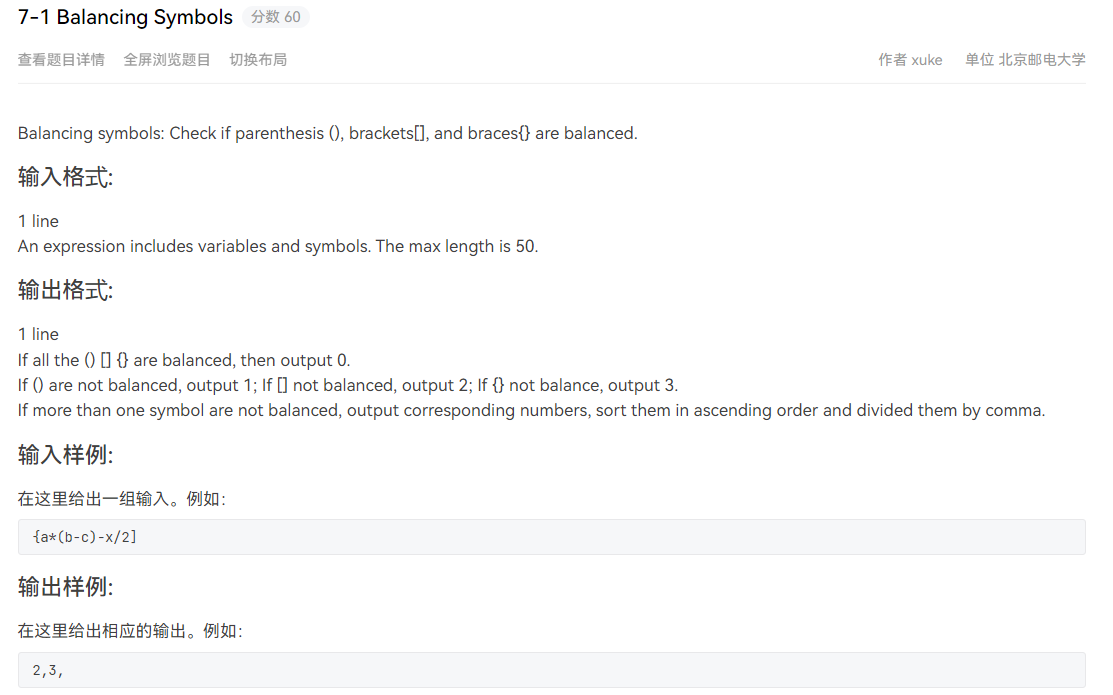 7-1 Balancing Symbols 分数 60
查看题目详情 全屏浏览题目 切换布局 作者 xuke 单位 北京邮电大学
Balancing symbols: Check if parenthesis (), brackets[], and braces{} are balanced.
输入格式:
1 line
An expression includes variables and symbols. The max length is 50.
输出格式:
1 line
If all the () [] {} are balanced, then output 0.
If () are not balanced, output 1; If [] not balanced, output 2; If {} not balance, output 3.
If more than one symbol are not balanced, output corresponding numbers, sort them in ascending order and divided them by comma.
输入样例:
在这里给出一组输入。例如：
{a*(b-c)-x/2]
输出样例:
在这里给出相应的输出。例如：
2,3,